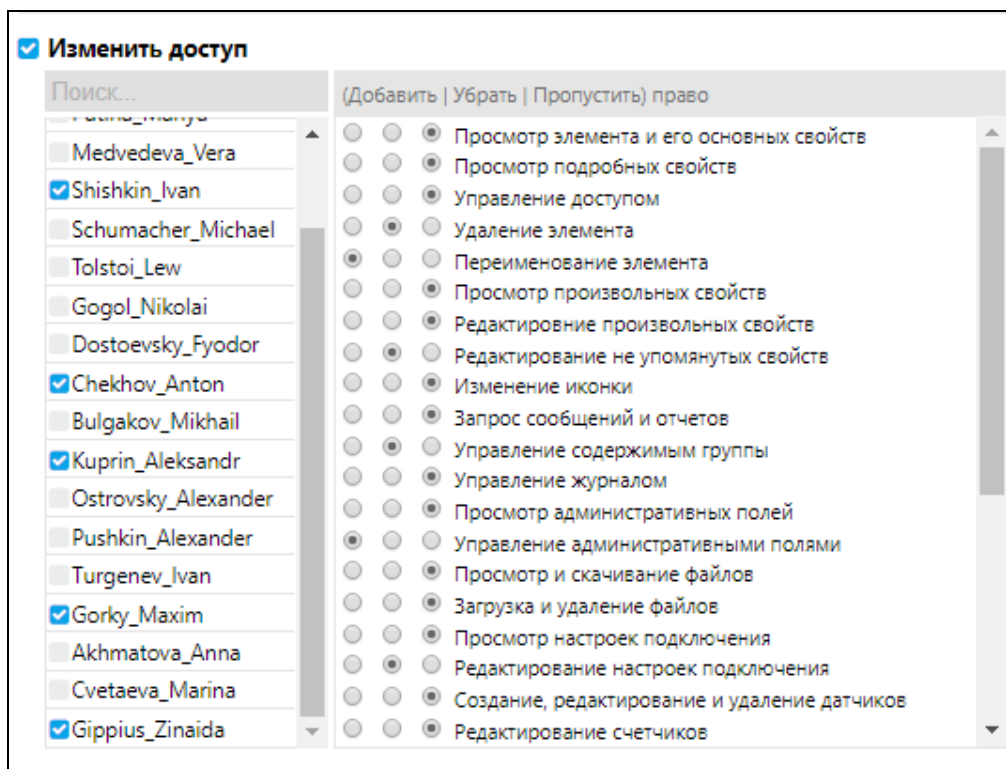 Изменить доступ
Поиск...
Medvedeva_Vera
Shishkin_Ivan
Schumacher_Michael
Tolstoi_Lew
Gogol_Nikolai
Dostoevsky_Fyodor
Chekhov_Anton
Bulgakov_Mikhail
Kuprin_Aleksandr
Ostrovsky_Alexander
Pushkin_Alexander
Turgenev_Ivan
Gorky_Maxim
Akhmatova_Anna
Cvetaeva_Marina
Gippius_Zinaida
(Добавить | Убрать | Пропустить) право
Просмотр элемента и его основных свойств
Просмотр подробных свойств
Управление доступом
Удаление элемента
Переименование элемента
Просмотр произвольных свойств
Редактировние произвольных свойств
Редактирование не упомянутых свойств
Изменение иконки
Запрос сообщений и отчетов
Управление содержимым группы
Управление журналом
Просмотр административных полей
Управление административными полями
Просмотр и скачивание файлов
Загрузка и удаление файлов
Просмотр настроек подключения
Редактирование настроек подключения
Создание, редактирование и удаление датчиков
Редактирование счетчиков